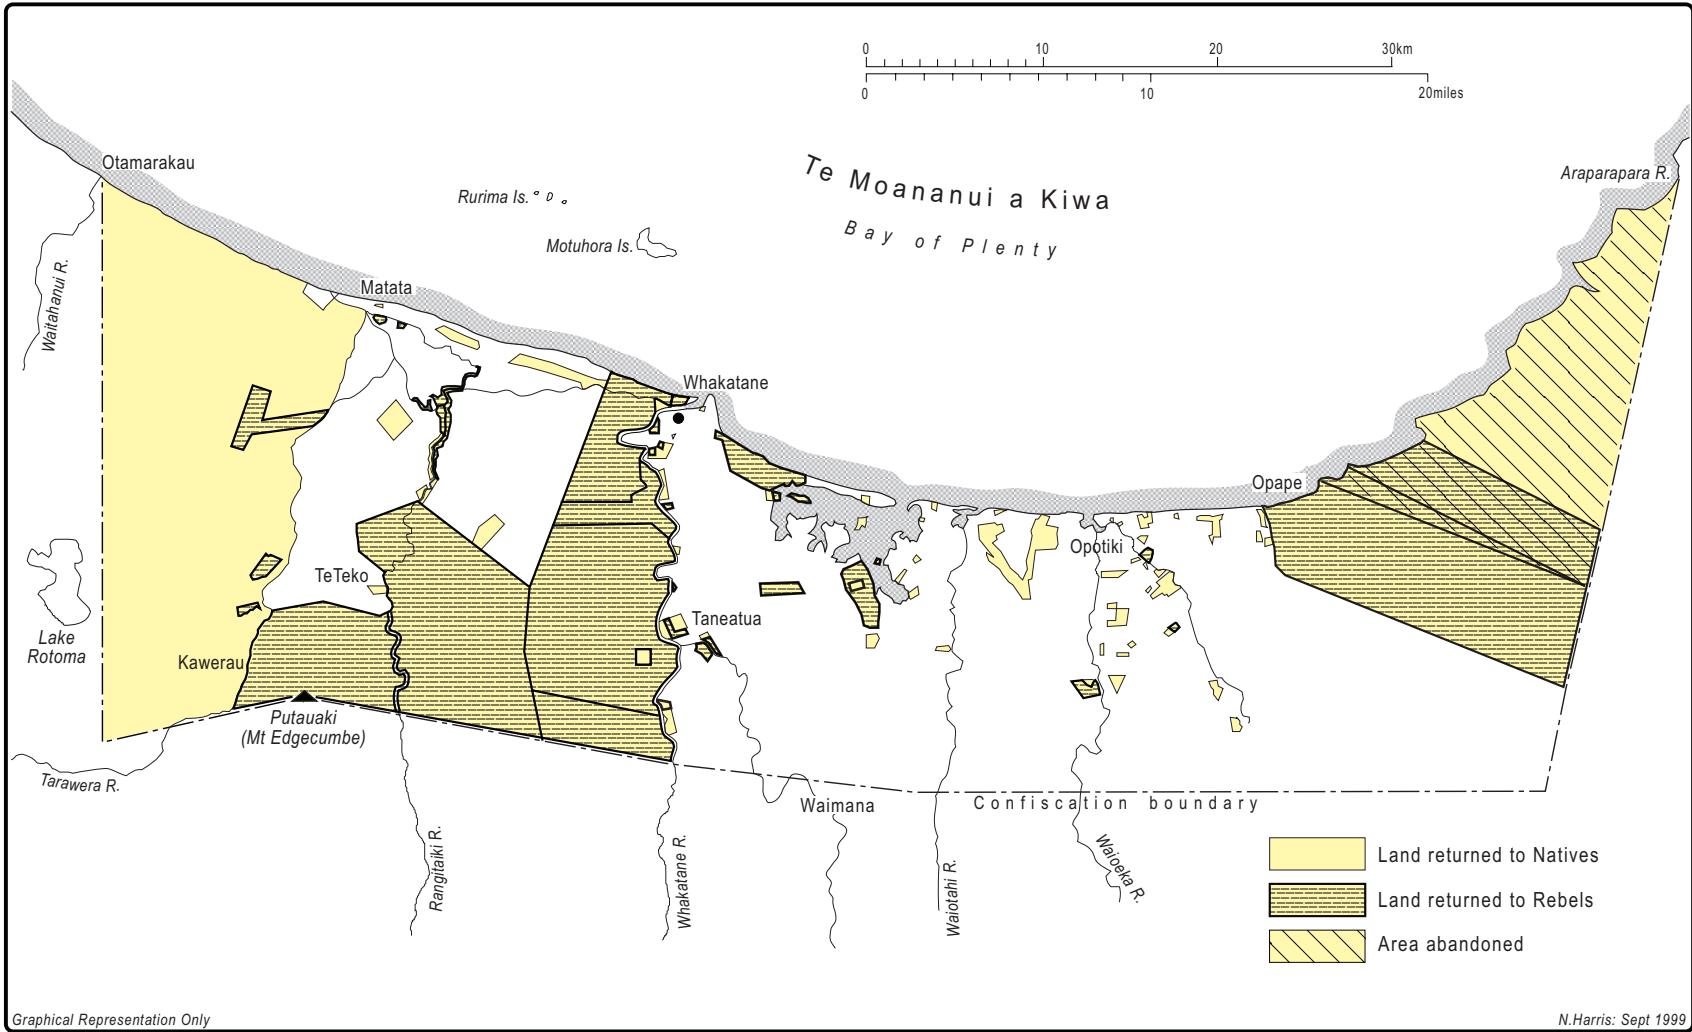 0 10 20 30km
0 10 20miles
Otamarakau
Te Moananui a Kiwa
Araparapara R.
Rurima Is.
Bay of Plenty
Motuhora Is.
Waitahanui R.
Matata
Whakatane
Opape
Opotiki
TeTeko
Taneatua
Lake
Rotoma
Kawerau
Putauaki
(Mt Edgecumbe)
Tarawera R.
Waimana
Confiscation boundary
Rangitaiki R.
Whakatane R.
Waiotahi R.
Waioeka R.
Land returned to Natives
Land returned to Rebels
Area abandoned
Graphical Representation Only
N.Harris: Sept 1999